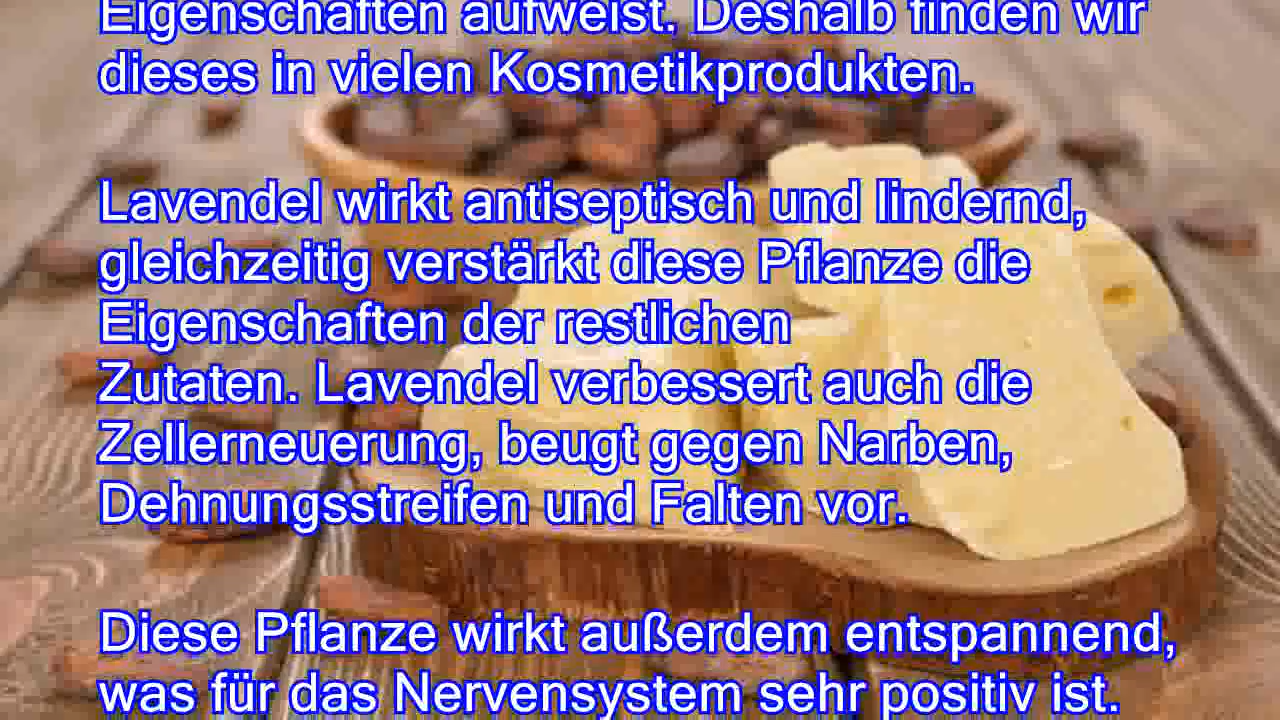 Eigenschaften aufweist. Deshalb finden wir
dieses in vielen Kosmetikprodukten.
Lavendel wirkt antiseptisch und lindernd,
gleichzeitig verstärkt diese Pflanze die
Eigenschaften der restlichen
Zutaten. Lavendel verbessert auch die
Zellerneuerung, beugt gegen Narben,
Dehnungsstreifen und Falten vor.
Diese Pflanze wirkt außerdem entspannend,
was für das Nervensystem sehr positiv ist.